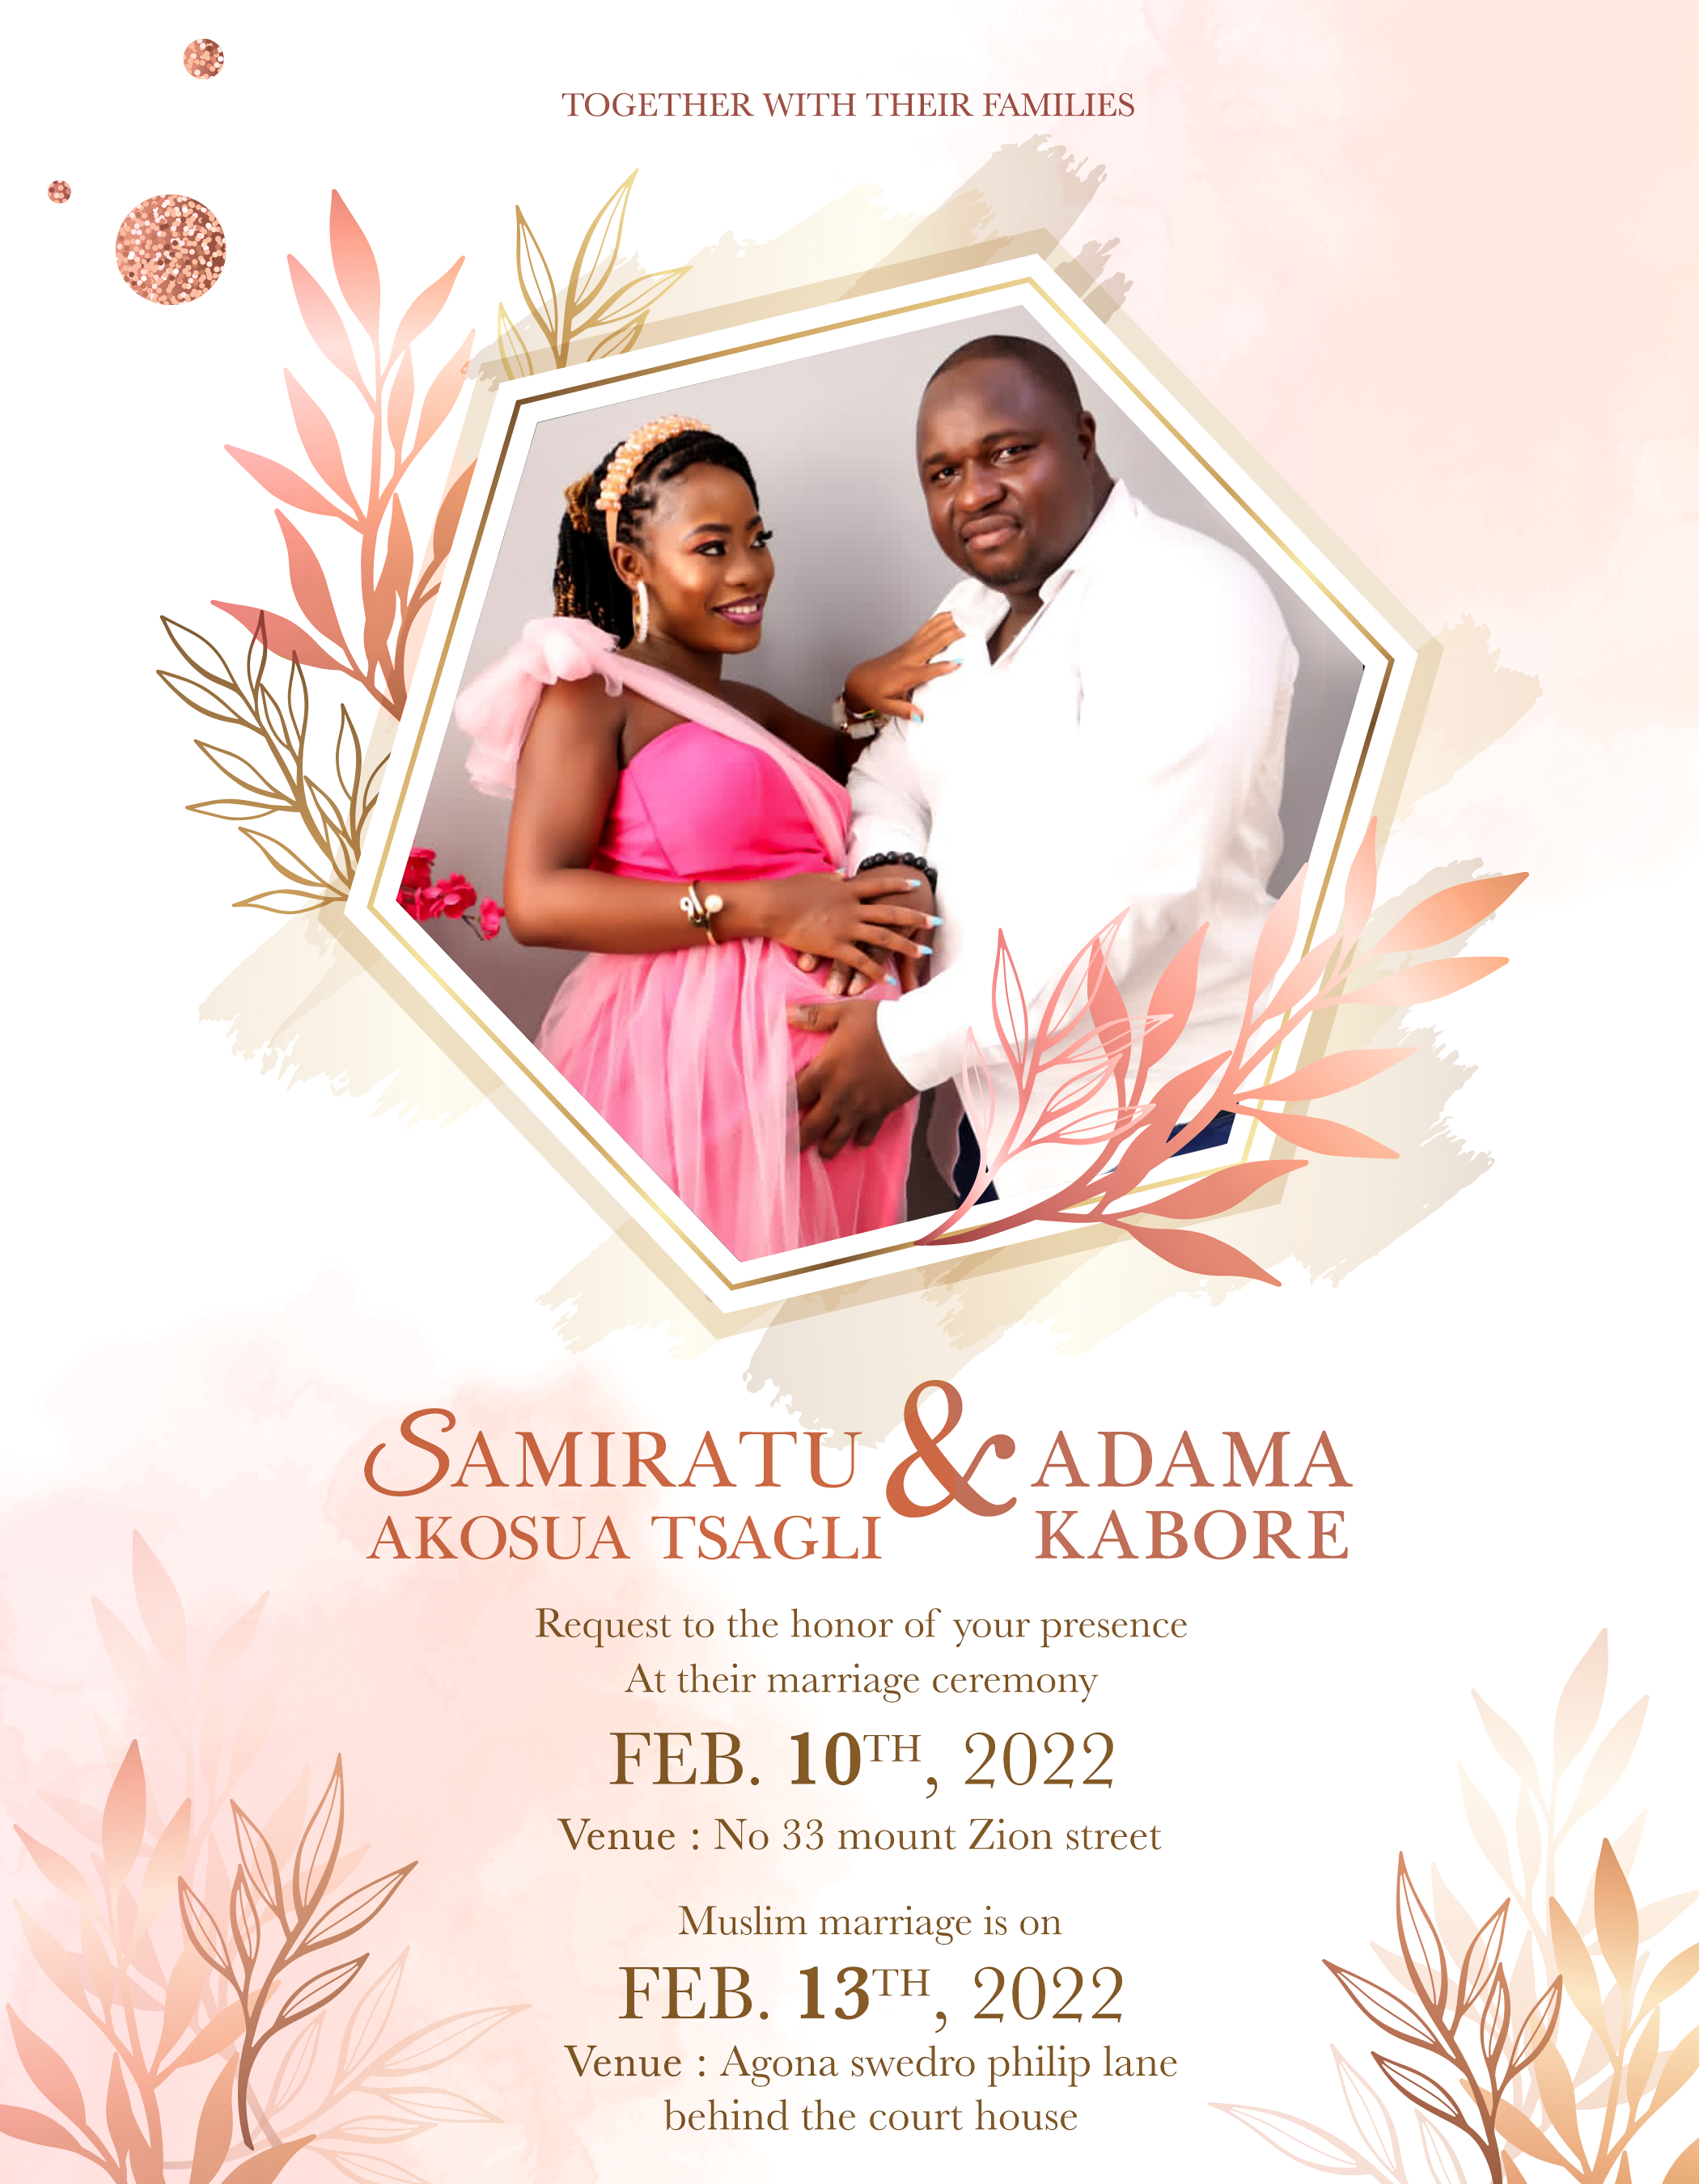 TOGETHER WITH THEIR FAMILIES
SAMIRATU & ADAMA
AKOSUA TSAGLI KABORE
Request to the honor of your presence
At their marriage ceremony
FEB. 10TH, 2022
Venue : No 33 mount Zion street
Muslim marriage is on
FEB. 13TH, 2022
Venue : Agona swedro philip lane
behind the court house